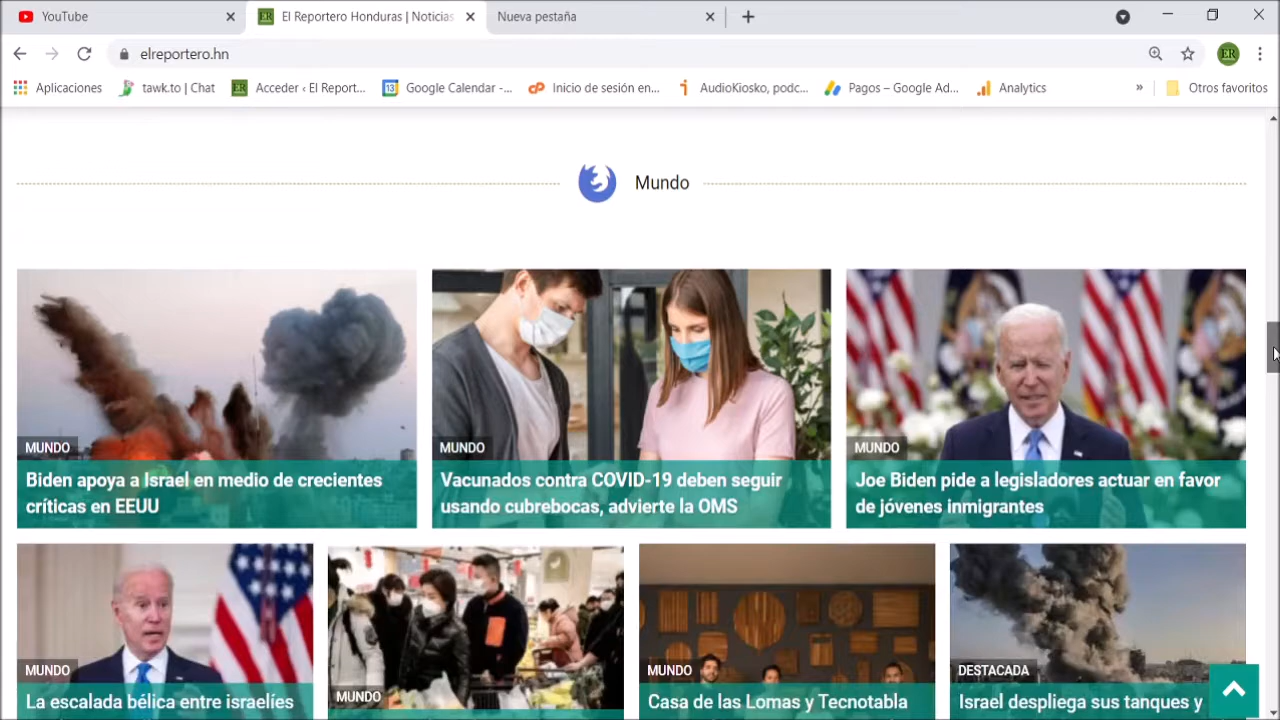 YouTube
El Reportero Honduras | Noticias
Nueva pestaña
elreportero.hn
Aplicaciones
tawk.to | Chat
Acceder ‹ El Report...
Google Calendar -...
Inicio de sesión en...
AudioKiosko, podc...
Pagos – Google Ad...
Analytics
»
Otros favoritos
Mundo
MUNDO
Biden apoya a Israel en medio de crecientes
críticas en EEUU
MUNDO
Vacunados contra COVID-19 deben seguir
usando cubrebocas, advierte la OMS
MUNDO
Joe Biden pide a legisladores actuar en favor
de jóvenes inmigrantes
MUNDO
La escalada bélica entre israelíes
MUNDO
MUNDO
Casa de las Lomas y Tecnotabla
DESTACADA
Israel despliega sus tanques y